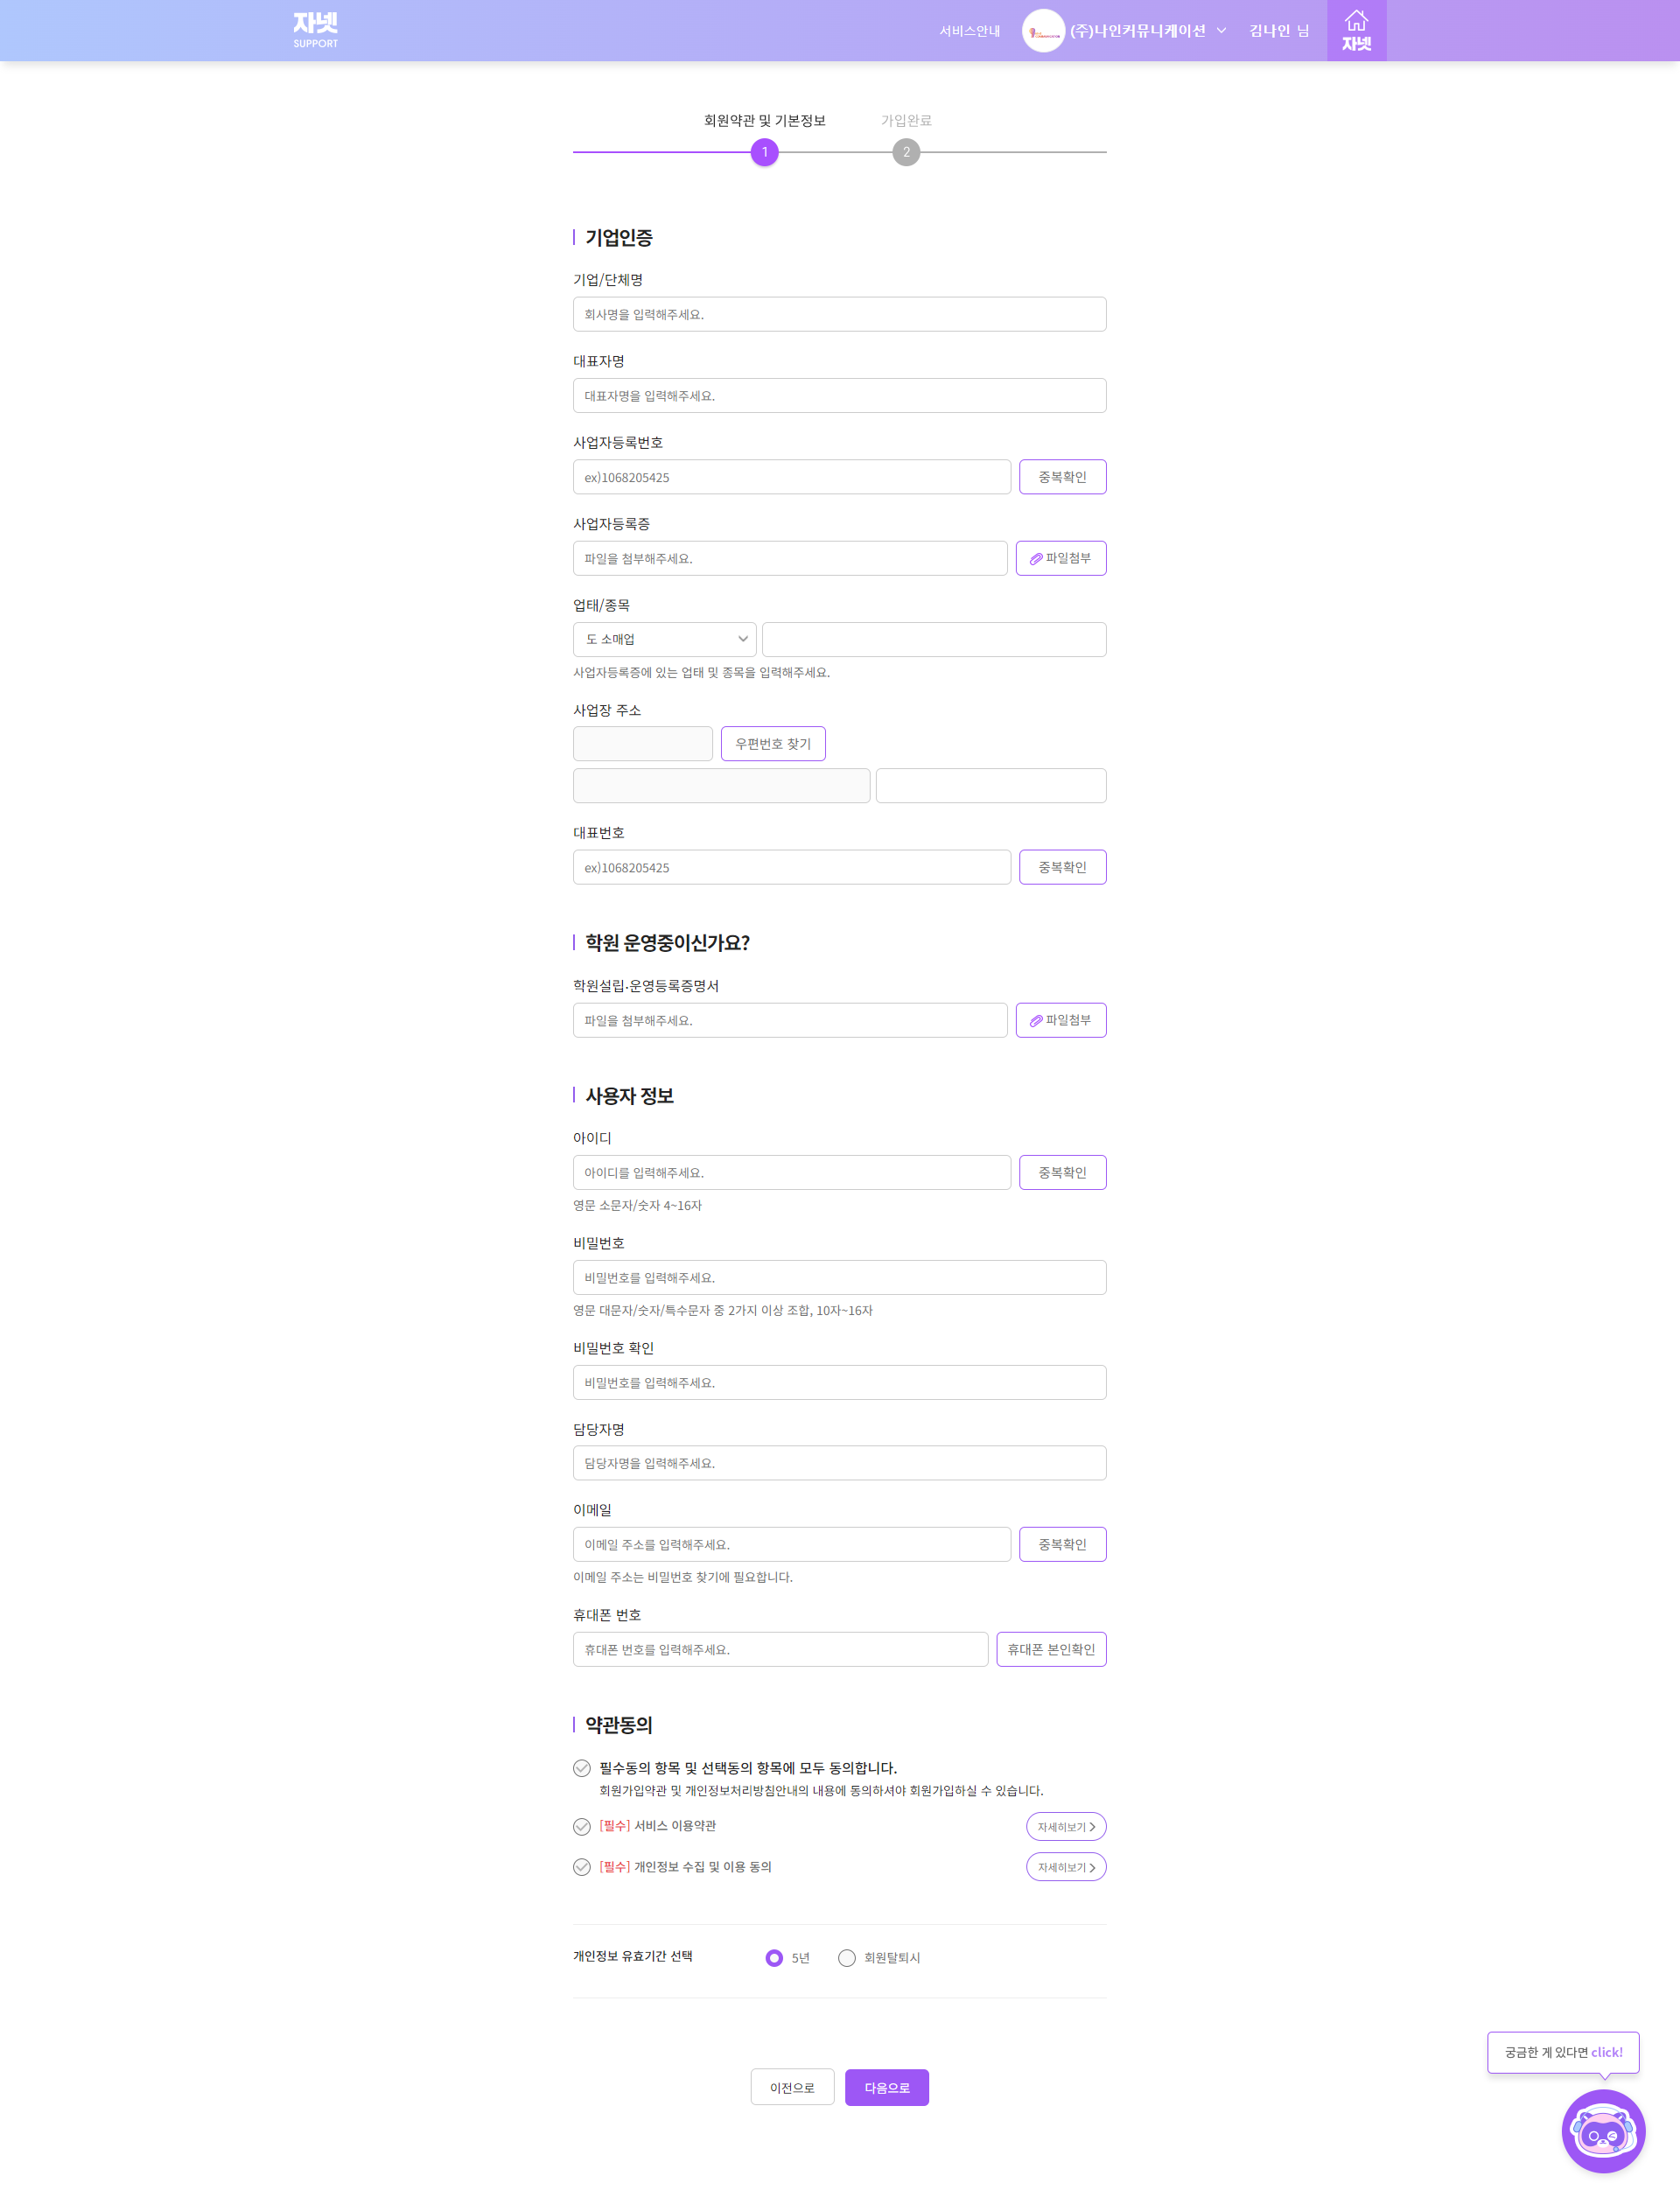 자넷
SUPPORT
서비스안내
(주)나인커뮤니케이션
김나인 님
자넷
회원약관 및 기본정보
가입완료
1
2
기업인증
기업/단체명
회사명을 입력해주세요.
대표자명
대표자명을 입력해주세요.
사업자등록번호
ex)1068205425
중복확인
사업자등록증
파일을 첨부해주세요.
파일첨부
업태/종목
도 소매업
사업자등록증에 있는 업태 및 종목을 입력해주세요.
사업장 주소
우편번호 찾기
대표번호
ex)1068205425
중복확인
학원 운영중이신가요?
학원설립·운영등록증명서
파일을 첨부해주세요.
파일첨부
사용자 정보
아이디
아이디를 입력해주세요.
중복확인
영문 소문자/숫자 4~16자
비밀번호
비밀번호를 입력해주세요.
영문 대문자/숫자/특수문자 중 2가지 이상 조합, 10자~16자
비밀번호 확인
비밀번호를 입력해주세요.
담당자명
담당자명을 입력해주세요.
이메일
이메일 주소를 입력해주세요.
중복확인
이메일 주소는 비밀번호 찾기에 필요합니다.
휴대폰 번호
휴대폰 번호를 입력해주세요.
휴대폰 본인확인
약관동의
필수동의 항목 및 선택동의 항목에 모두 동의합니다.
회원가입약관 및 개인정보처리방침안내의 내용에 동의하셔야 회원가입하실 수 있습니다.
[필수] 서비스 이용약관
자세히보기
[필수] 개인정보 수집 및 이용 동의
자세히보기
개인정보 유효기간 선택
5년
회원탈퇴시
궁금한 게 있다면 click!
이전으로
다음으로